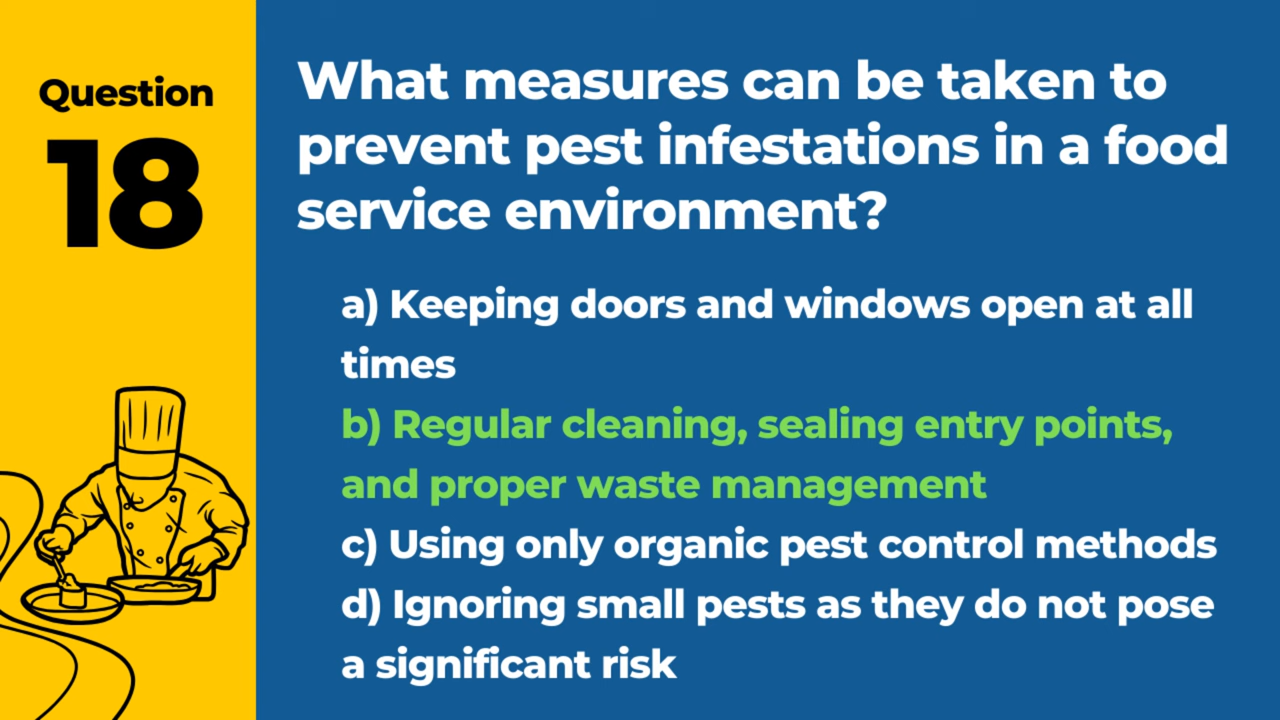 Question
18
What measures can be taken to
prevent pest infestations in a food
service environment?
a) Keeping doors and windows open at all
times
b) Regular cleaning, sealing entry points,
and proper waste management
c) Using only organic pest control methods
d) Ignoring small pests as they do not pose
a significant risk